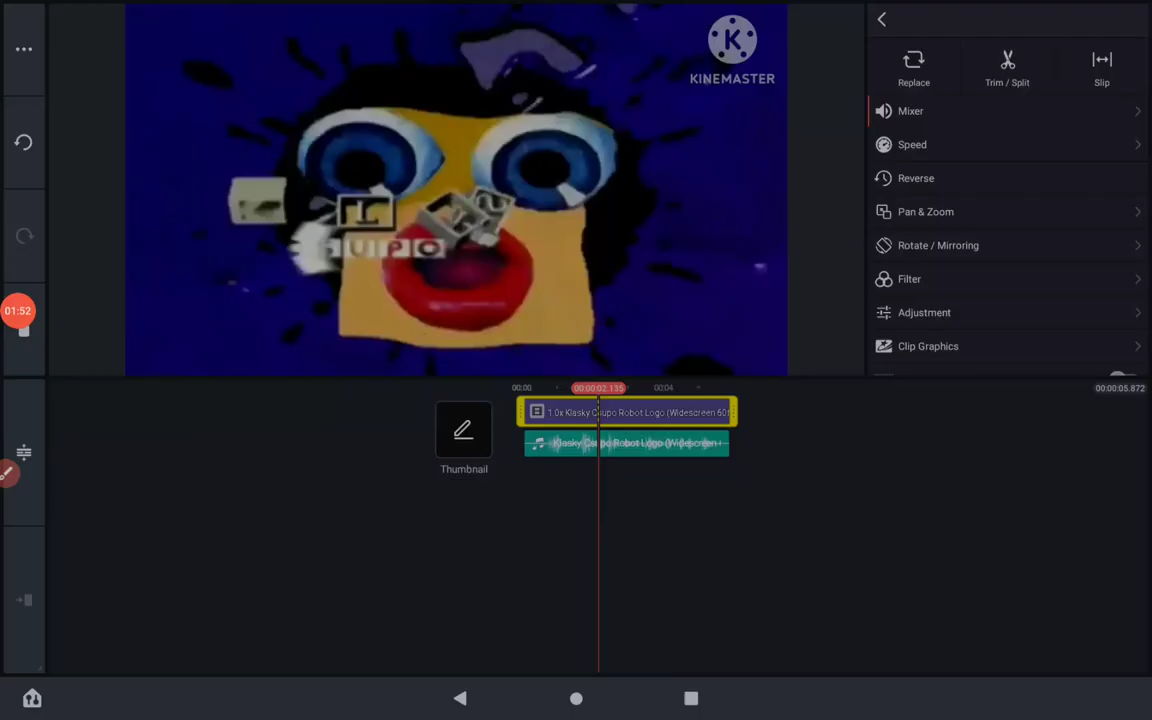 KINEMASTER
T
UPO
Replace
Trim / Split
Slip
Mixer
Speed
Reverse
Pan & Zoom
Rotate / Mirroring
Filter
Adjustment
Clip Graphics
01:52
00:00
00:00:02.135
00:04
00:00:05.872
1.0x Klasky Csupo Robot Logo (Widescreen 60f
Klasky Csupo Robot Logo (Widescreen
Thumbnail